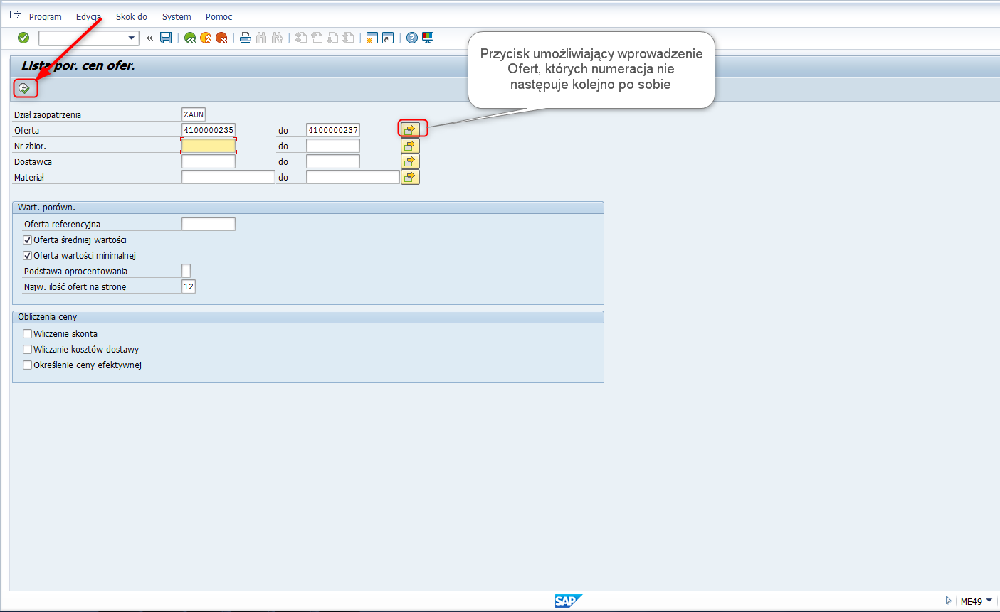 Program Edycja Skok do System Pomoc
Lista por. cen ofer.
Przycisk umożliwiający wprowadzenie
Ofert, których numeracja nie
następuje kolejno po sobie
Dział zaopatrzenia ZAUN
Oferta 4100000235 do 4100000237
Nr zbior. do
Dostawca do
Materiał do
Wart. porówn.
Oferta referencyjna
Oferta średniej wartości
Oferta wartości minimalnej
Podstawa oprocentowania
Najw. ilość ofert na stronę 12
Obliczenia ceny
Wliczenie skonta
Wliczanie kosztów dostawy
Określenie ceny efektywnej
SAP
ME49